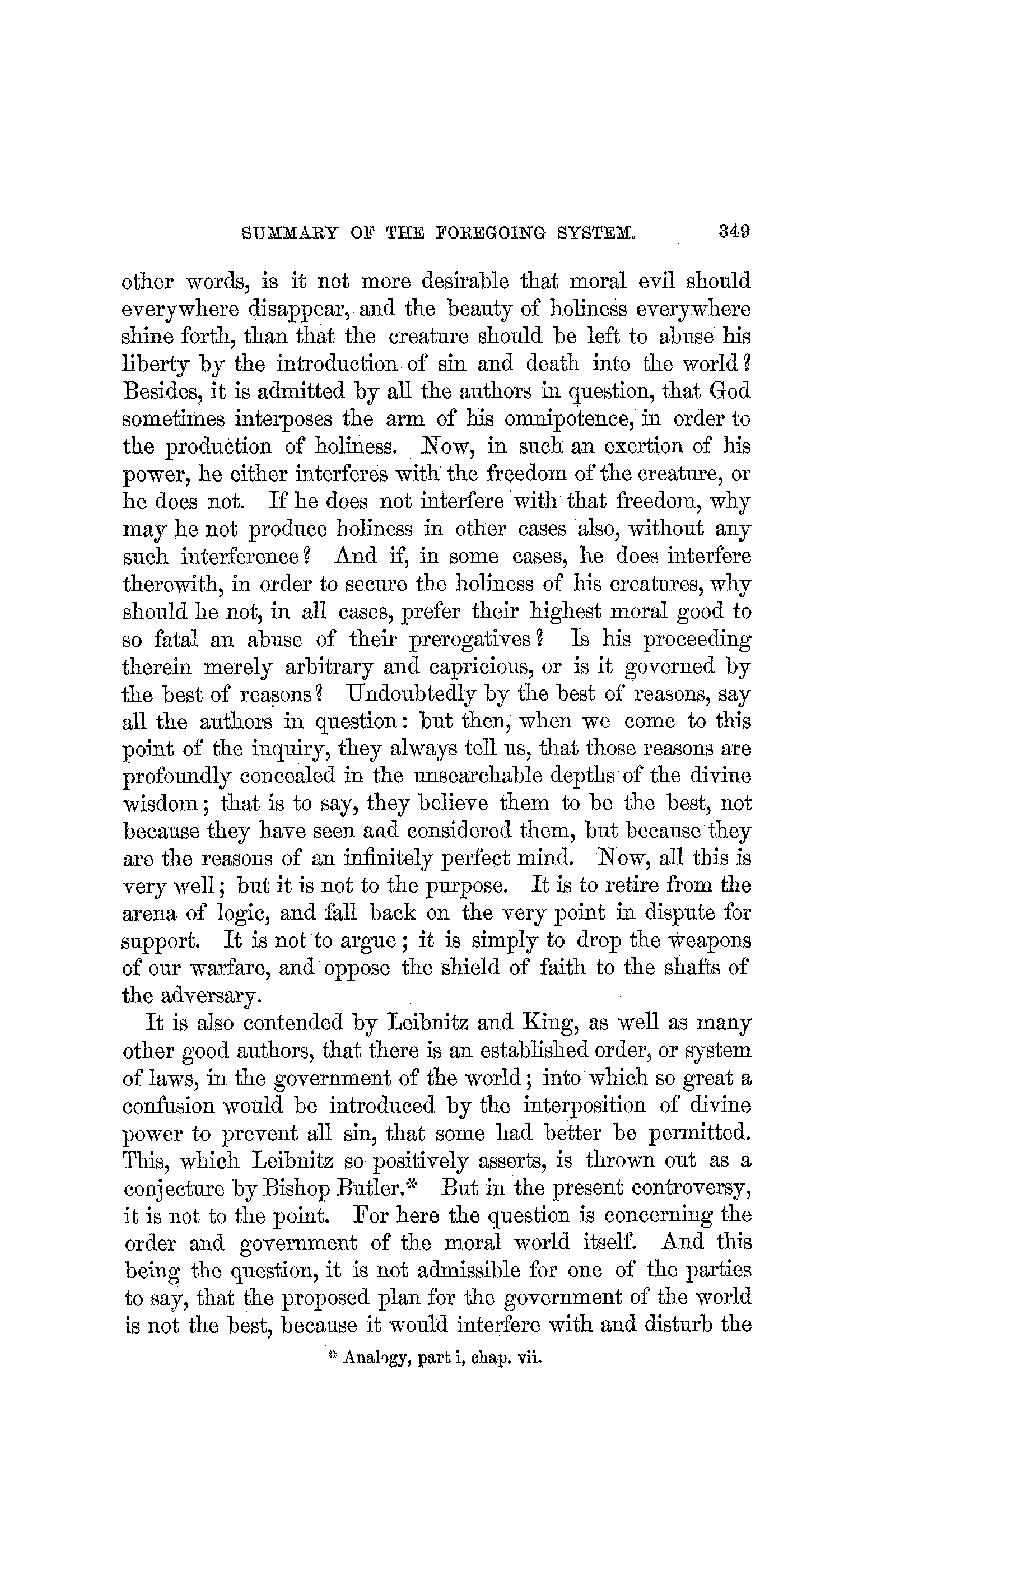 SUMMARY OF THE FOREGOING SYSTEM. 349
other words, is it not more desirable that moral evil should
everywhere disappear, and the beauty of holiness everywhere
shine forth, than that the creature should be left to abuse his
liberty by the introduction of sin and death into the world?
Besides, it is admitted by all the authors in question, that God
sometimes interposes the arm of his omnipotence, in order to
the production of holiness. Now, in such an exertion of his
power, he either interferes with the freedom of the creature, or
he does not. If he does not interfere with that freedom, why
may he not produce holiness in other cases also, without any
such interference? And if, in some cases, he does interfere
therewith, in order to secure the holiness of his creatures, why
should he not, in all cases, prefer their highest moral good to
so fatal an abuse of their prerogatives? Is his proceeding
therein merely arbitrary and capricious, or is it governed by
the best of reasons? Undoubtedly by the best of reasons, say
all the authors in question: but then, when we come to this
point of the inquiry, they always tell us, that those reasons are
profoundly concealed in the unsearchable depths of the divine
wisdom; that is to say, they believe them to be the best, not
because they have seen and considered them, but because they
are the reasons of an infinitely perfect mind. Now, all this is
very well; but it is not to the purpose. It is to retire from the
arena of logic, and fall back on the very point in dispute for
support. It is not to argue; it is simply to drop the weapons
of our warfare, and oppose the shield of faith to the shafts of
the adversary.
It is also contended by Leibnitz and King, as well as many
other good authors, that there is an established order, or system
of laws, in the government of the world; into which so great a
confusion would be introduced by the interposition of divine
power to prevent all sin, that some had better be permitted.
This, which Leibnitz so positively asserts, is thrown out as a
conjecture by Bishop Butler.* But in the present controversy,
it is not to the point. For here the question is concerning the
order and government of the moral world itself. And this
being the question, it is not admissible for one of the parties
to say, that the proposed plan for the government of the world
is not the best, because it would interfere with and disturb the
* Analogy, part i, chap. vii.